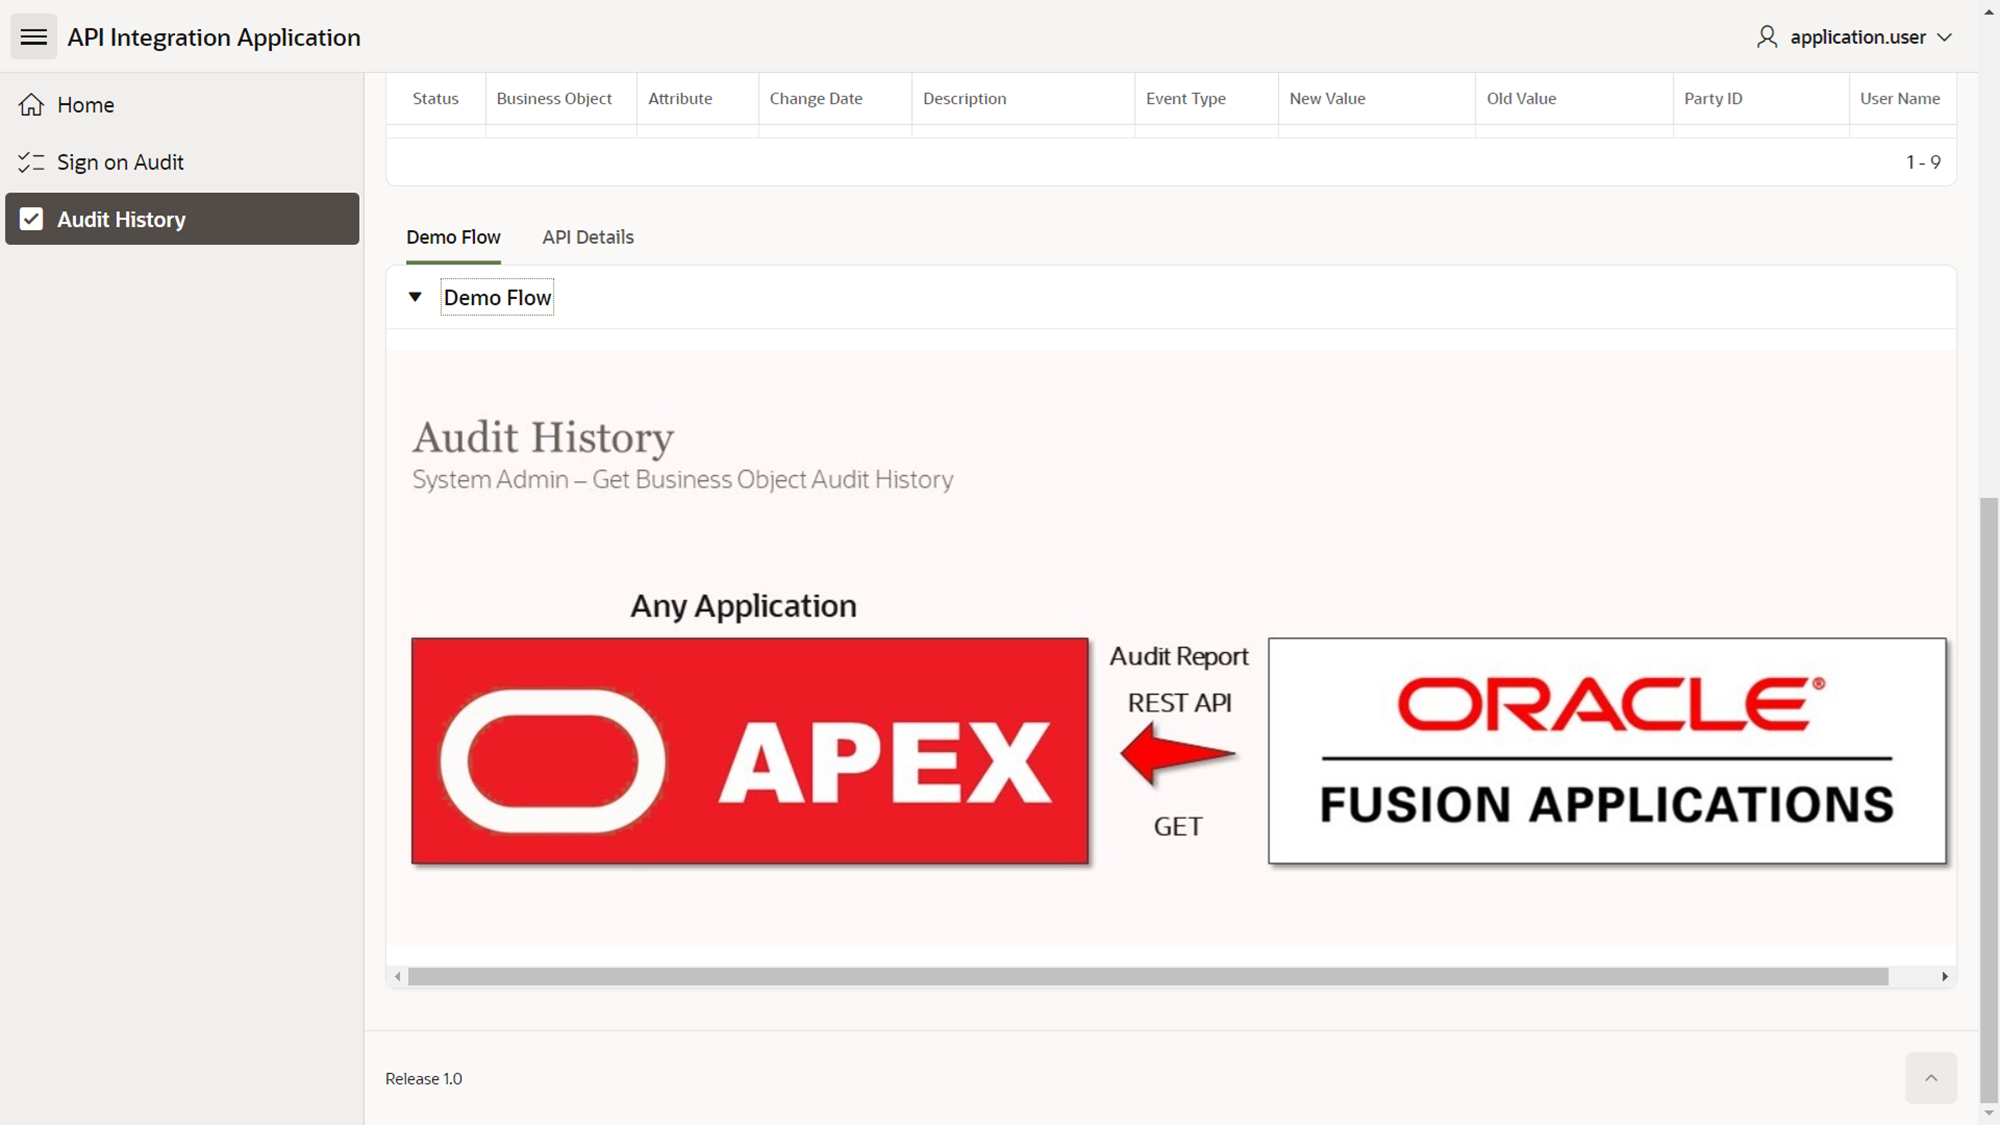 API Integration Application
application.user
Home
Sign on Audit
Audit History
Status Business Object Attribute Change Date Description Event Type New Value Old Value Party ID User Name
1 - 9
Demo Flow API Details
Demo Flow
Audit History
System Admin – Get Business Object Audit History
Any Application
APEX
Audit Report
REST API
GET
ORACLE®
FUSION APPLICATIONS
Release 1.0